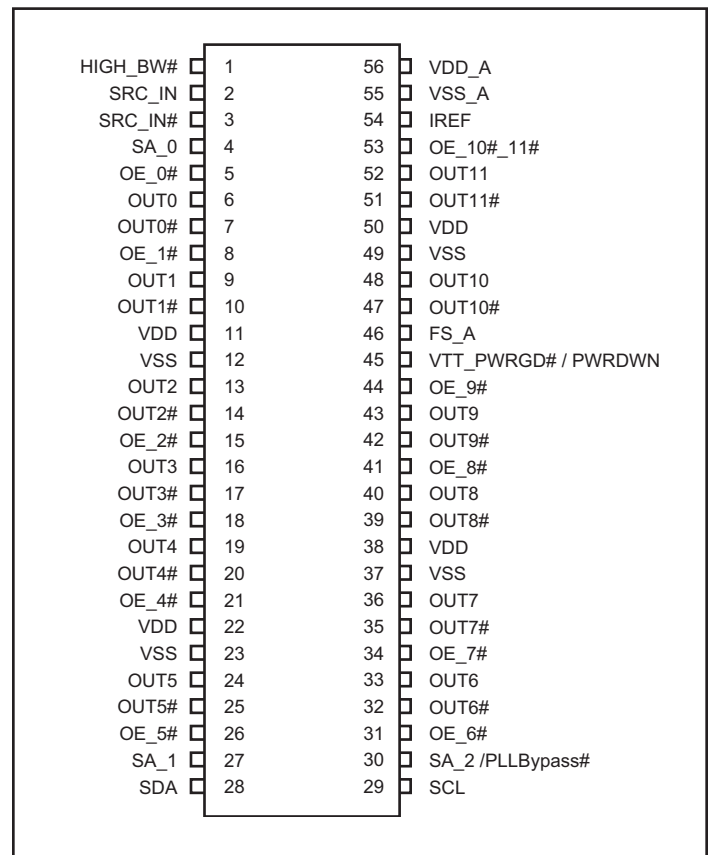 HIGH_BW# 1 56 VDD_A
SRC_IN 2 55 VSS_A
SRC_IN# 3 54 IREF
SA_0 4 53 OE_10#_11#
OE_0# 5 52 OUT11
OUT0 6 51 OUT11#
OUT0# 7 50 VDD
OE_1# 8 49 VSS
OUT1 9 48 OUT10
OUT1# 10 47 OUT10#
VDD 11 46 FS_A
VSS 12 45 VTT_PWRGD# / PWRDWN
OUT2 13 44 OE_9#
OUT2# 14 43 OUT9
OE_2# 15 42 OUT9#
OUT3 16 41 OE_8#
OUT3# 17 40 OUT8
OE_3# 18 39 OUT8#
OUT4 19 38 VDD
OUT4# 20 37 VSS
OE_4# 21 36 OUT7
VDD 22 35 OUT7#
VSS 23 34 OE_7#
OUT5 24 33 OUT6
OUT5# 25 32 OUT6#
OE_5# 26 31 OE_6#
SA_1 27 30 SA_2 /PLLBypass#
SDA 28 29 SCL